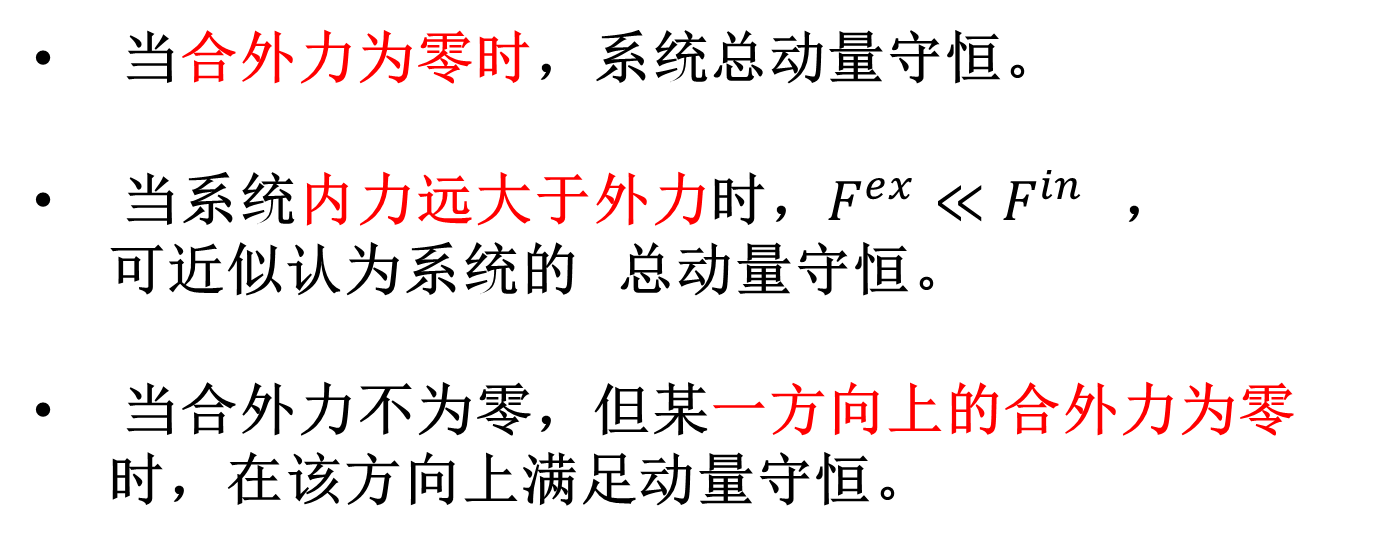 • 当合外力为零时，系统总动量守恒。
• 当系统内力远大于外力时，$F^{ex} \ll F^{in}$ ，
可近似认为系统的 总动量守恒。
• 当合外力不为零，但某一方向上的合外力为零
时，在该方向上满足动量守恒。